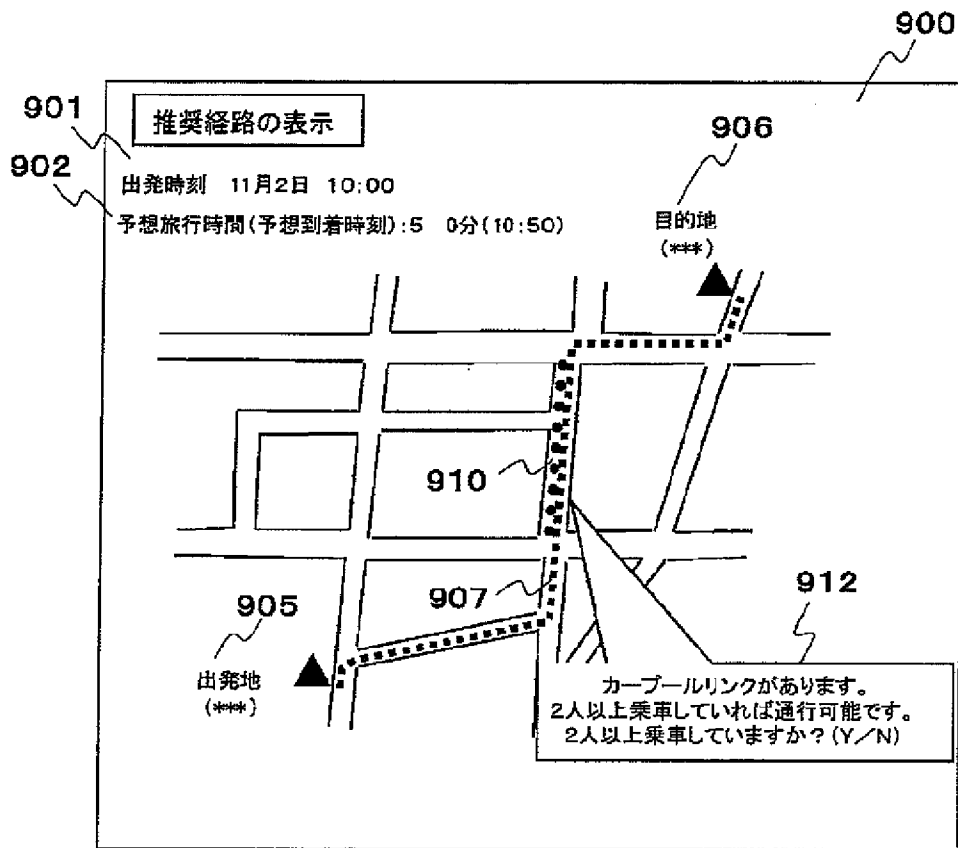 900
901
推奨経路の表示
906
902
出発時刻 11月2日 10:00
予想旅行時間(予想到着時刻):5 0分(10:50)
目的地
(***)
910
907
912
905
出発地
(***)
カープールリンクがあります。
2人以上乗車していれば通行可能です。
2人以上乗車していますか?(Y/N)